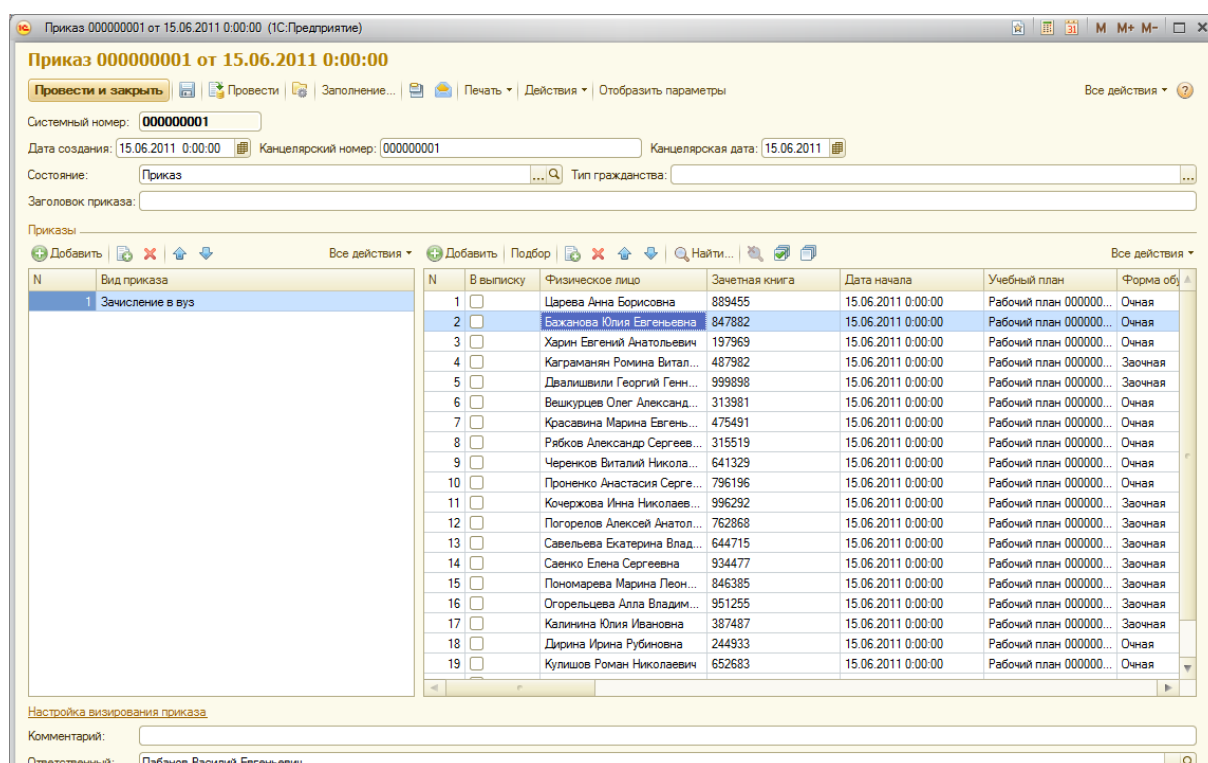 Приказ 000000001 от 15.06.2011 0:00:00 (1С:Предприятие) 31 M M+ M-
Приказ 000000001 от 15.06.2011 0:00:00
Провести и закрыть Провести Заполнение... Печать Действия Отобразить параметры Все действия ?
Системный номер: 000000001
Дата создания: 15.06.2011 0:00:00 Канцелярский номер: 000000001 Канцелярская дата: 15.06.2011
Состояние: Приказ ... Тип гражданства: ...
Заголовок приказа:
Приказы
Добавить Все действия Добавить Подбор Найти... Все действия
N Вид приказа N В выписку Физическое лицо Зачетная книга Дата начала Учебный план Форма обу
1 Зачисление в вуз 1 Царева Анна Борисовна 889455 15.06.2011 0:00:00 Рабочий план 000000... Очная
2 Бажанова Юлия Евгеньевна 847882 15.06.2011 0:00:00 Рабочий план 000000... Очная
3 Харин Евгений Анатольевич 197969 15.06.2011 0:00:00 Рабочий план 000000... Очная
4 Каграманян Ромина Витал... 487982 15.06.2011 0:00:00 Рабочий план 000000... Заочная
5 Двалишвили Георгий Генн... 999898 15.06.2011 0:00:00 Рабочий план 000000... Заочная
6 Вешкурцев Олег Александ... 313981 15.06.2011 0:00:00 Рабочий план 000000... Очная
7 Красавина Марина Евгень... 475491 15.06.2011 0:00:00 Рабочий план 000000... Очная
8 Рябков Александр Сергеев... 315519 15.06.2011 0:00:00 Рабочий план 000000... Очная
9 Черенков Виталий Никола... 641329 15.06.2011 0:00:00 Рабочий план 000000... Очная
10 Проненко Анастасия Серге... 796196 15.06.2011 0:00:00 Рабочий план 000000... Очная
11 Кочержова Инна Николаев... 996292 15.06.2011 0:00:00 Рабочий план 000000... Заочная
12 Погорелов Алексей Анатол... 762868 15.06.2011 0:00:00 Рабочий план 000000... Заочная
13 Савельева Екатерина Влад... 644715 15.06.2011 0:00:00 Рабочий план 000000... Заочная
14 Саенко Елена Сергеевна 934477 15.06.2011 0:00:00 Рабочий план 000000... Заочная
15 Пономарева Марина Леон... 846385 15.06.2011 0:00:00 Рабочий план 000000... Заочная
16 Огорельцева Алла Владим... 951255 15.06.2011 0:00:00 Рабочий план 000000... Заочная
17 Калинина Юлия Ивановна 387487 15.06.2011 0:00:00 Рабочий план 000000... Заочная
18 Дирина Ирина Рубиновна 244933 15.06.2011 0:00:00 Рабочий план 000000... Очная
19 Кулишов Роман Николаевич 652683 15.06.2011 0:00:00 Рабочий план 000000... Очная
Настройка визирования приказа
Комментарий:
Ответственный: Василий Евгеньевич